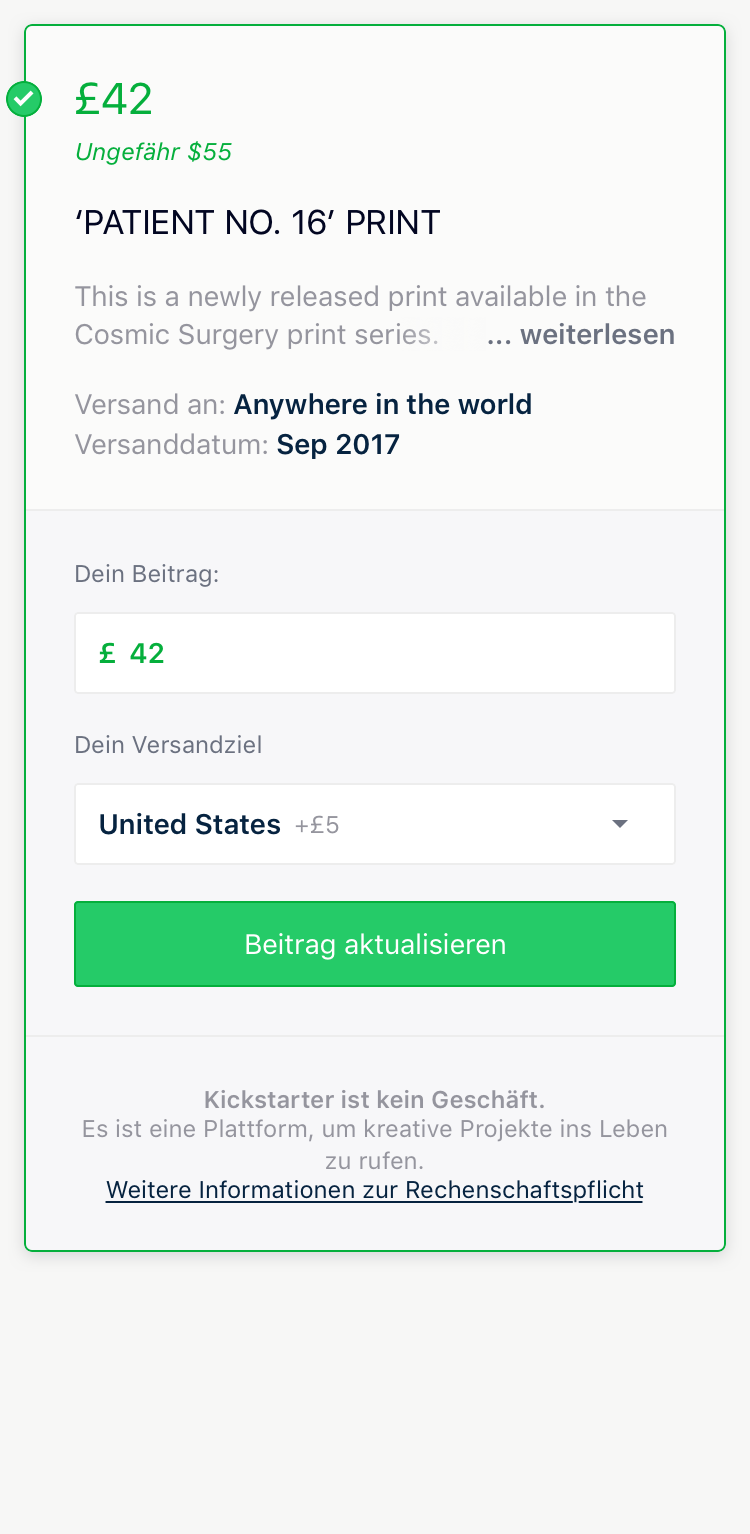 £42
Ungefähr $55
‘PATIENT NO. 16’ PRINT
This is a newly released print available in the
Cosmic Surgery print series. ... weiterlesen
Versand an: Anywhere in the world
Versanddatum: Sep 2017
Dein Beitrag:
£ 42
Dein Versandziel
United States +£5
Beitrag aktualisieren
Kickstarter ist kein Geschäft.
Es ist eine Plattform, um kreative Projekte ins Leben
zu rufen.
Weitere Informationen zur Rechenschaftspflicht